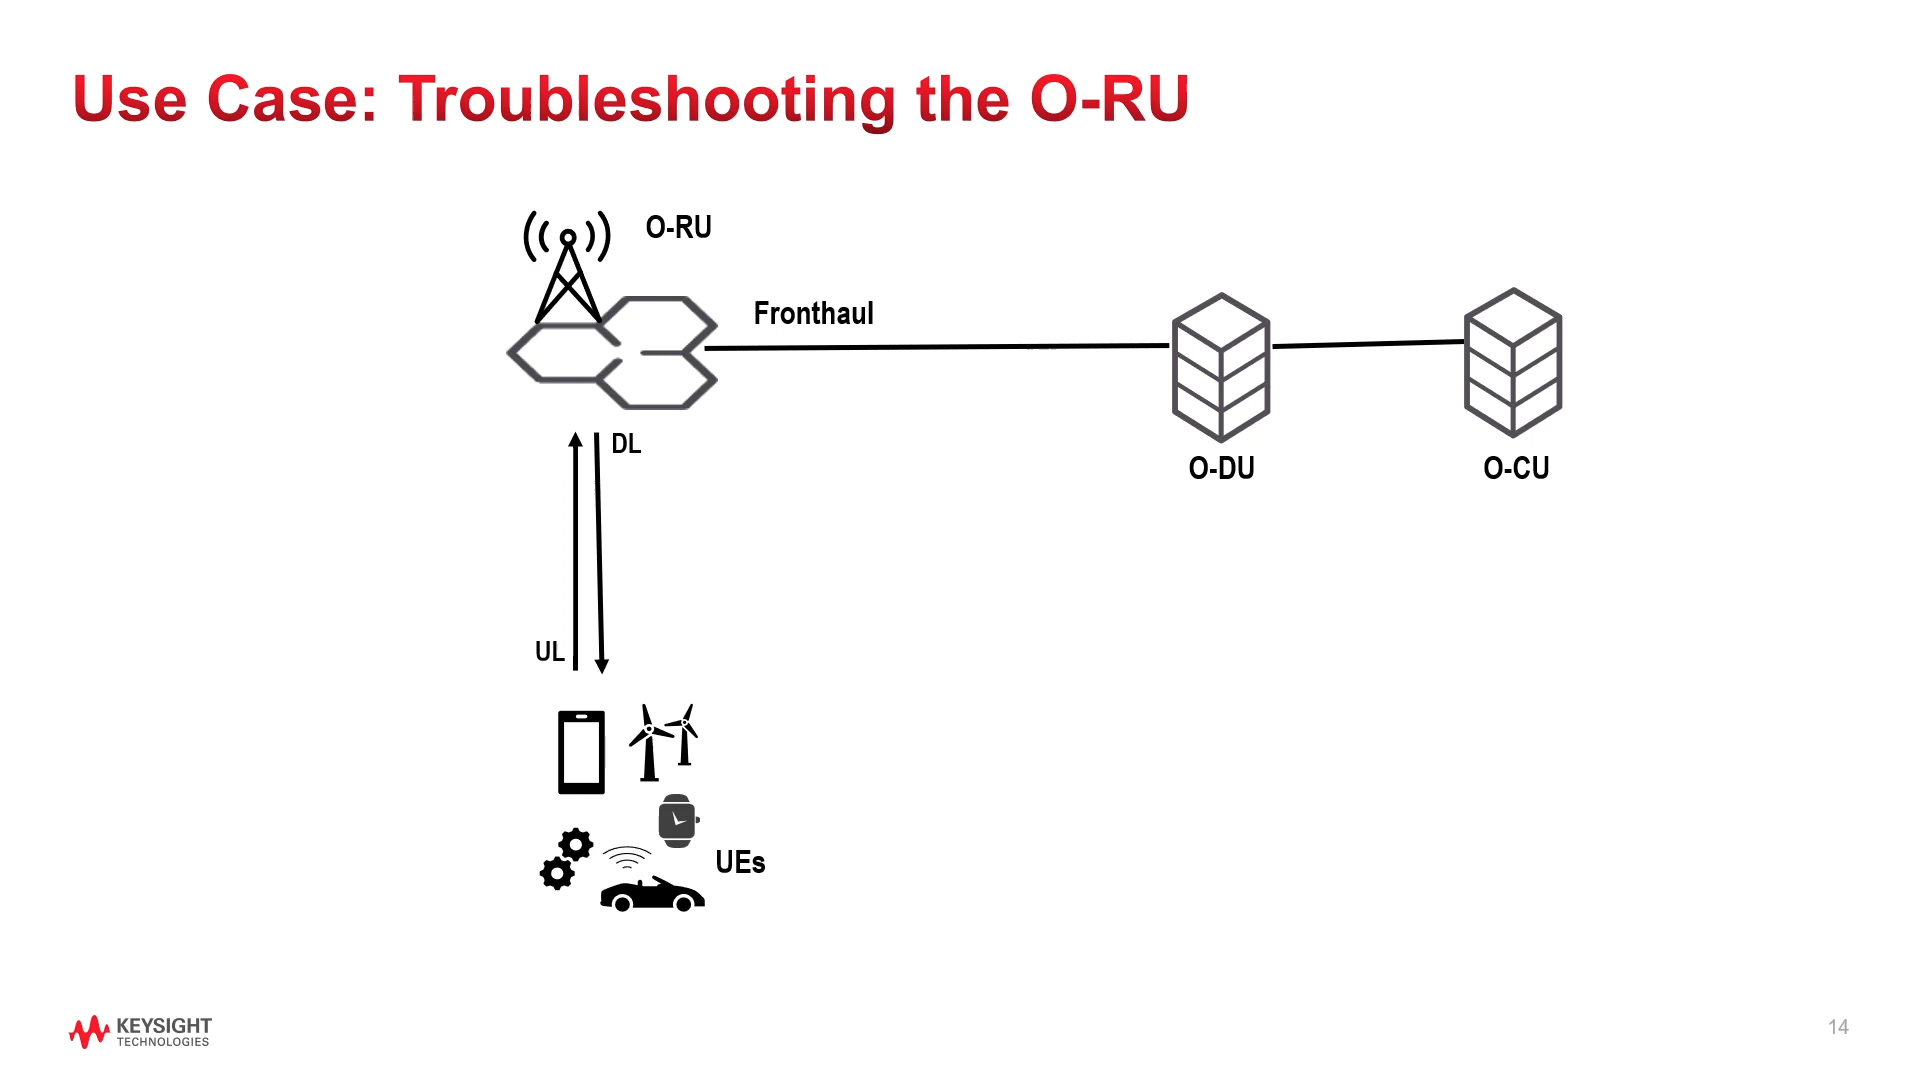 Use Case: Troubleshooting the O-RU
O-RU
Fronthaul
DL
O-DU
O-CU
UL
UEs
KEYSIGHT
TECHNOLOGIES
14